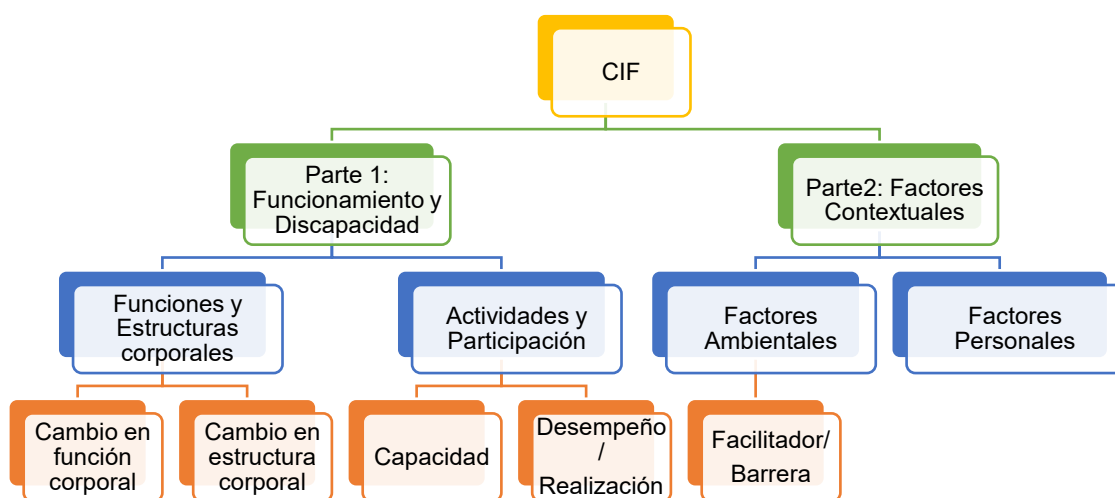 CIF
Parte 1:
Funcionamiento y
Discapacidad
Parte2: Factores
Contextuales
Funciones y
Estructuras
corporales
Actividades y
Participación
Factores
Ambientales
Factores
Personales
Cambio en
función
corporal
Cambio en
estructura
corporal
Capacidad
Desempeño
/
Realización
Facilitador/
Barrera